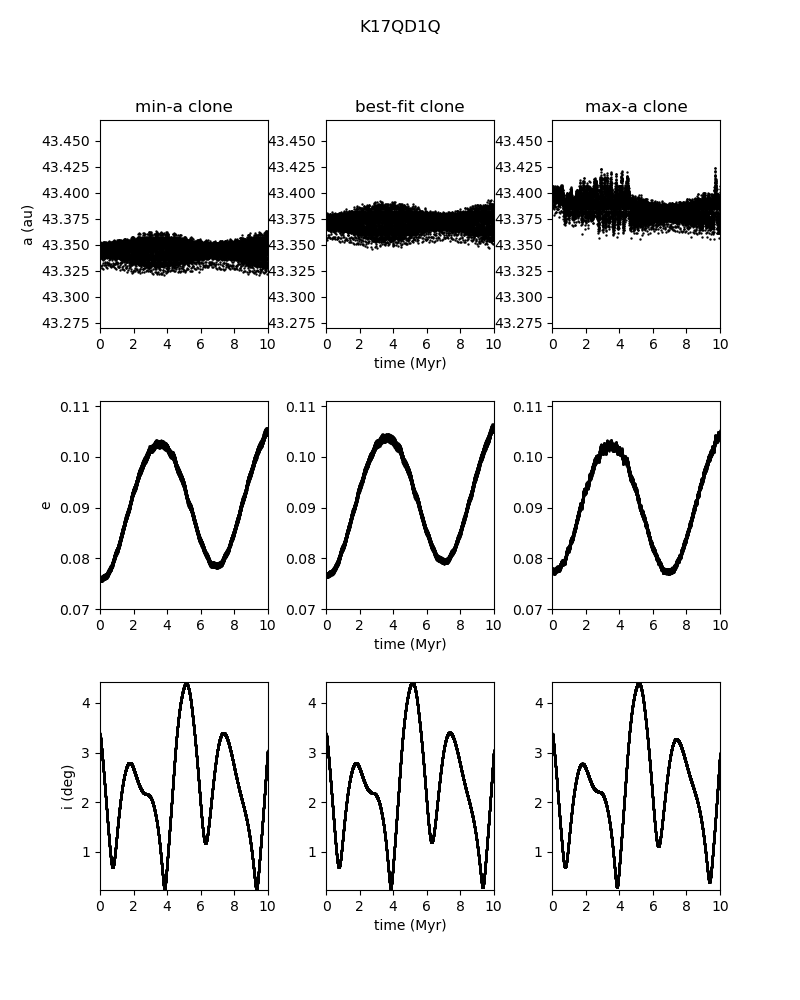 K17QD1Q
min-a clone best-fit clone max-a clone
43.450 43.450 43.450
43.425 43.425 43.425
43.400 43.400 43.400
43.375 43.375 43.375
43.350 43.350 43.350
43.325 43.325 43.325
43.300 43.300 43.300
43.275 43.275 43.275
a (au)
0 2 4 6 8 10 0 2 4 6 8 10 0 2 4 6 8 10
time (Myr)
0.11 0.11 0.11
0.10 0.10 0.10
0.09 0.09 0.09
0.08 0.08 0.08
0.07 0.07 0.07
e
0 2 4 6 8 10 0 2 4 6 8 10 0 2 4 6 8 10
time (Myr)
4 4 4
3 3 3
2 2 2
1 1 1
i (deg)
0 2 4 6 8 10 0 2 4 6 8 10 0 2 4 6 8 10
time (Myr)